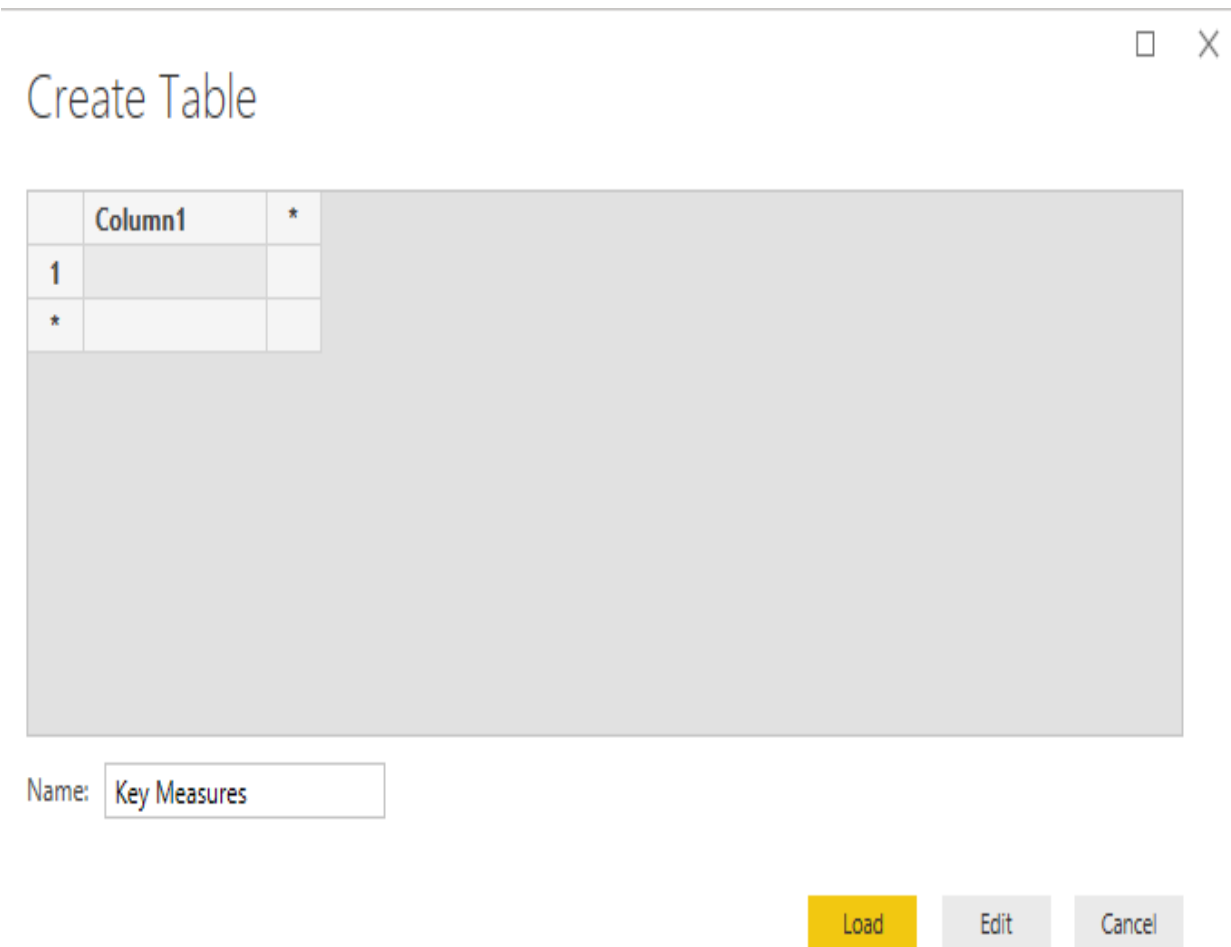 Create Table
Column1 *
1
*
Name: Key Measures
Load Edit Cancel